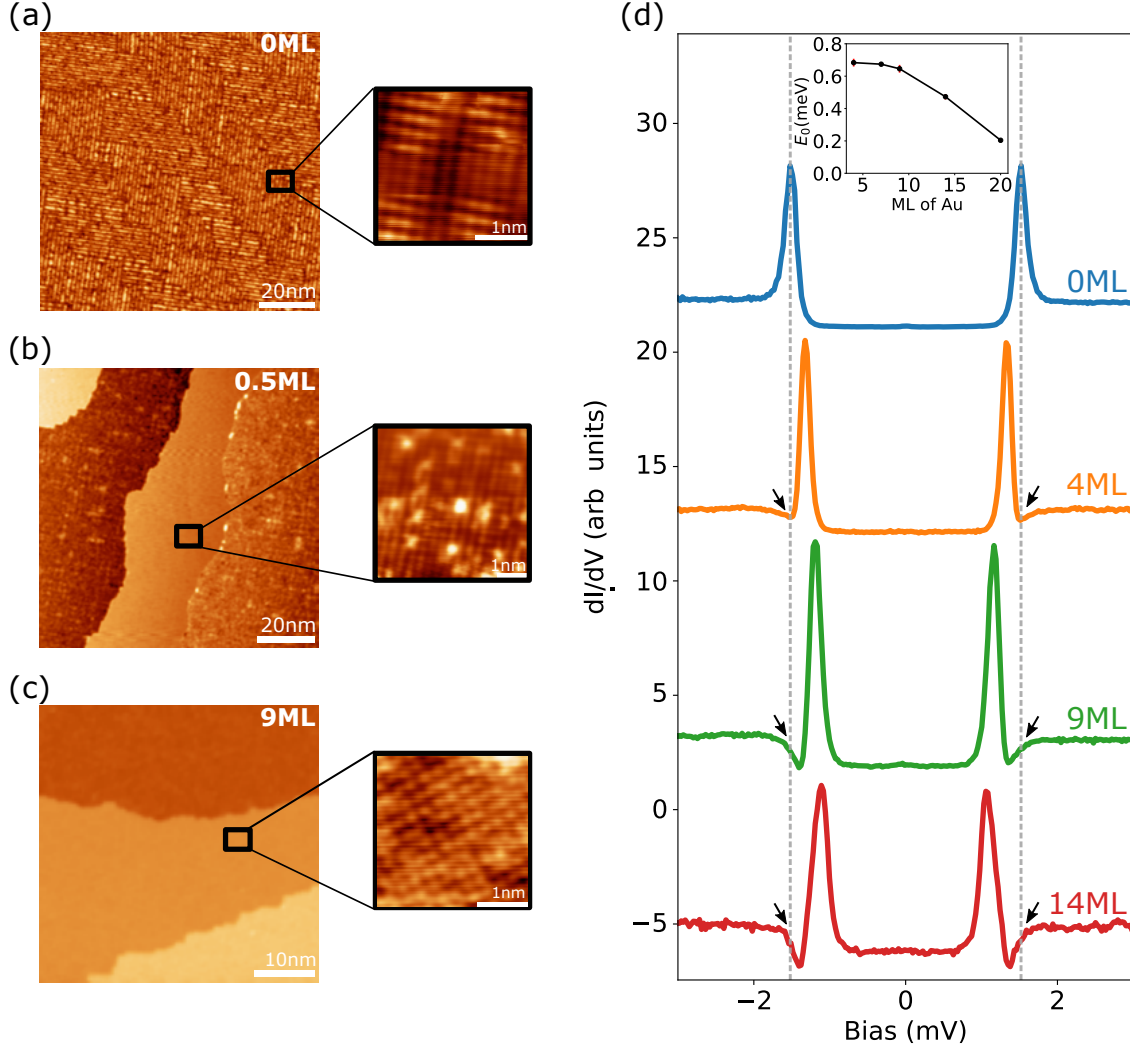 (a)
0ML
20nm
1nm
(b)
0.5ML
20nm
1nm
(c)
9ML
10nm
1nm
(d)
dI/dV (arb units)
30
25
20
15
10
5
0
−5
0.8
0.6
0.4
0.2
0.0
E₀(meV)
5 10 15 20
ML of Au
0ML
4ML
9ML
14ML
−2 0 2
Bias (mV)